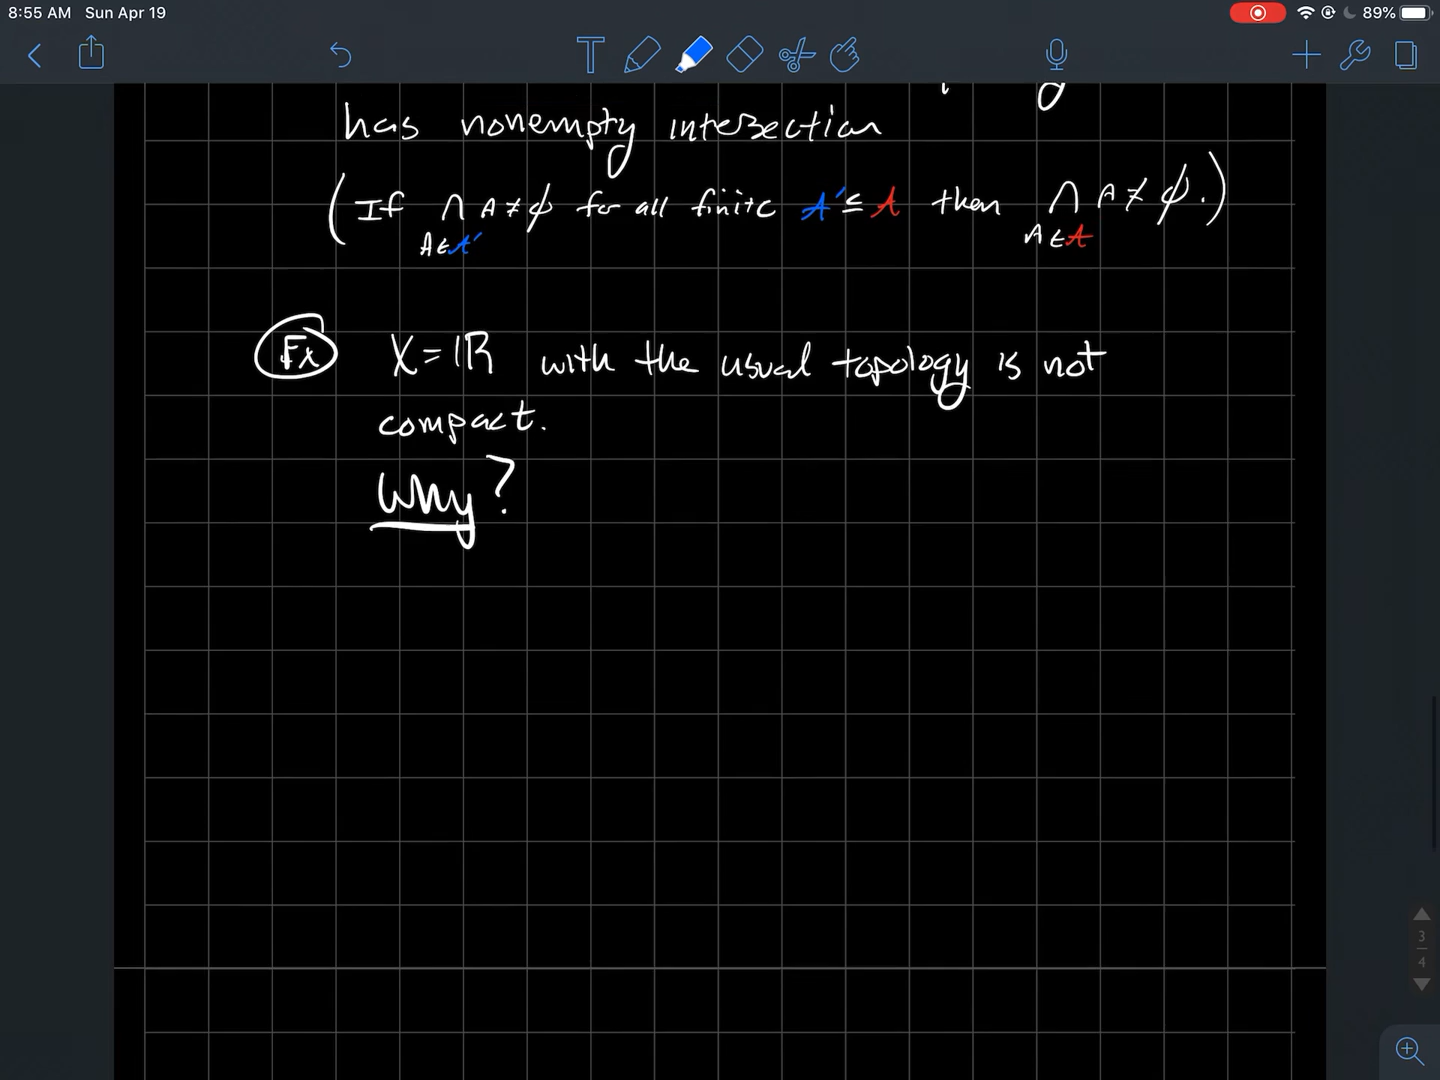 8:55 AM Sun Apr 19
89%
T
has nonempty intersection
(If ∩ A ≠ ∅ for all finite A' ⊆ A then ∩ A ≠ ∅.)
A∈A' A∈A
Ex X = ℝ with the usual topology is not
compact.
Why?
3
4